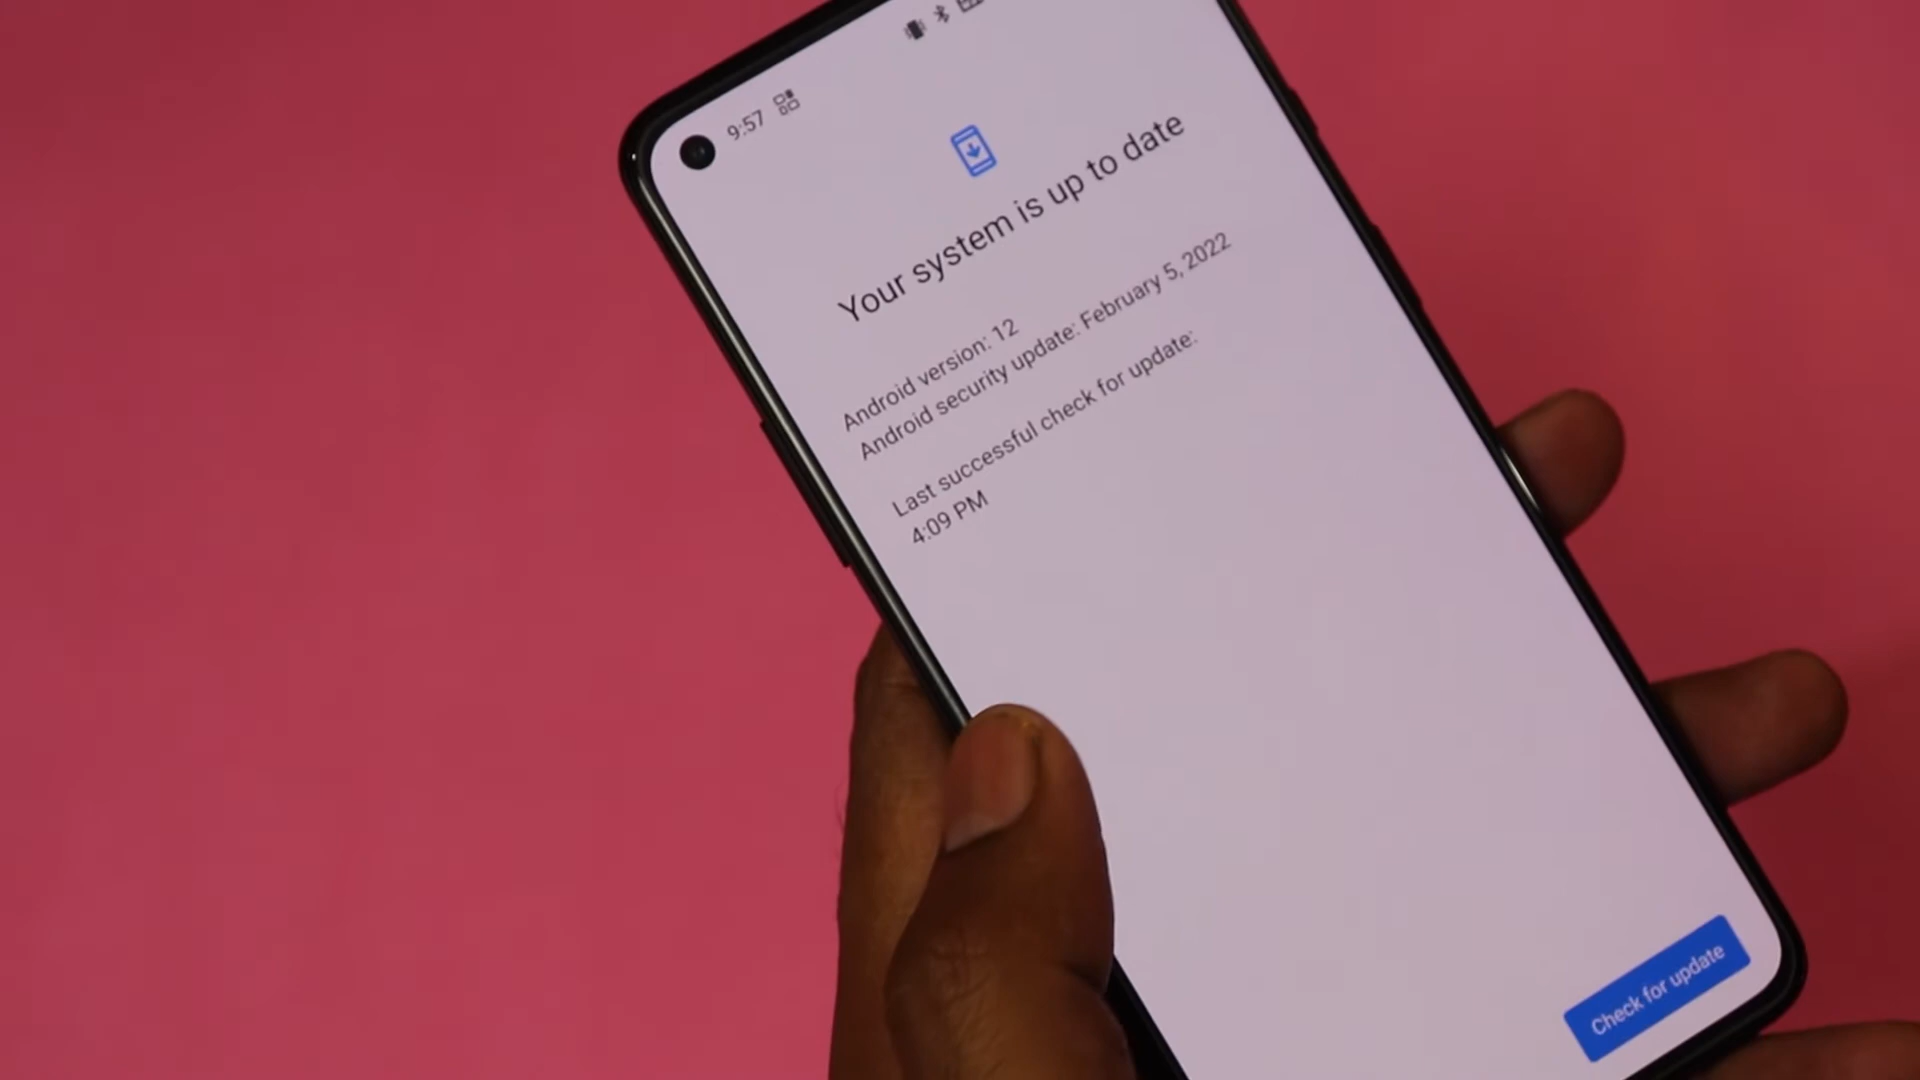 9:57
Your system is up to date
Android version: 12
Android security update: February 5, 2022
Last successful check for update:
4:09 PM
Check for update